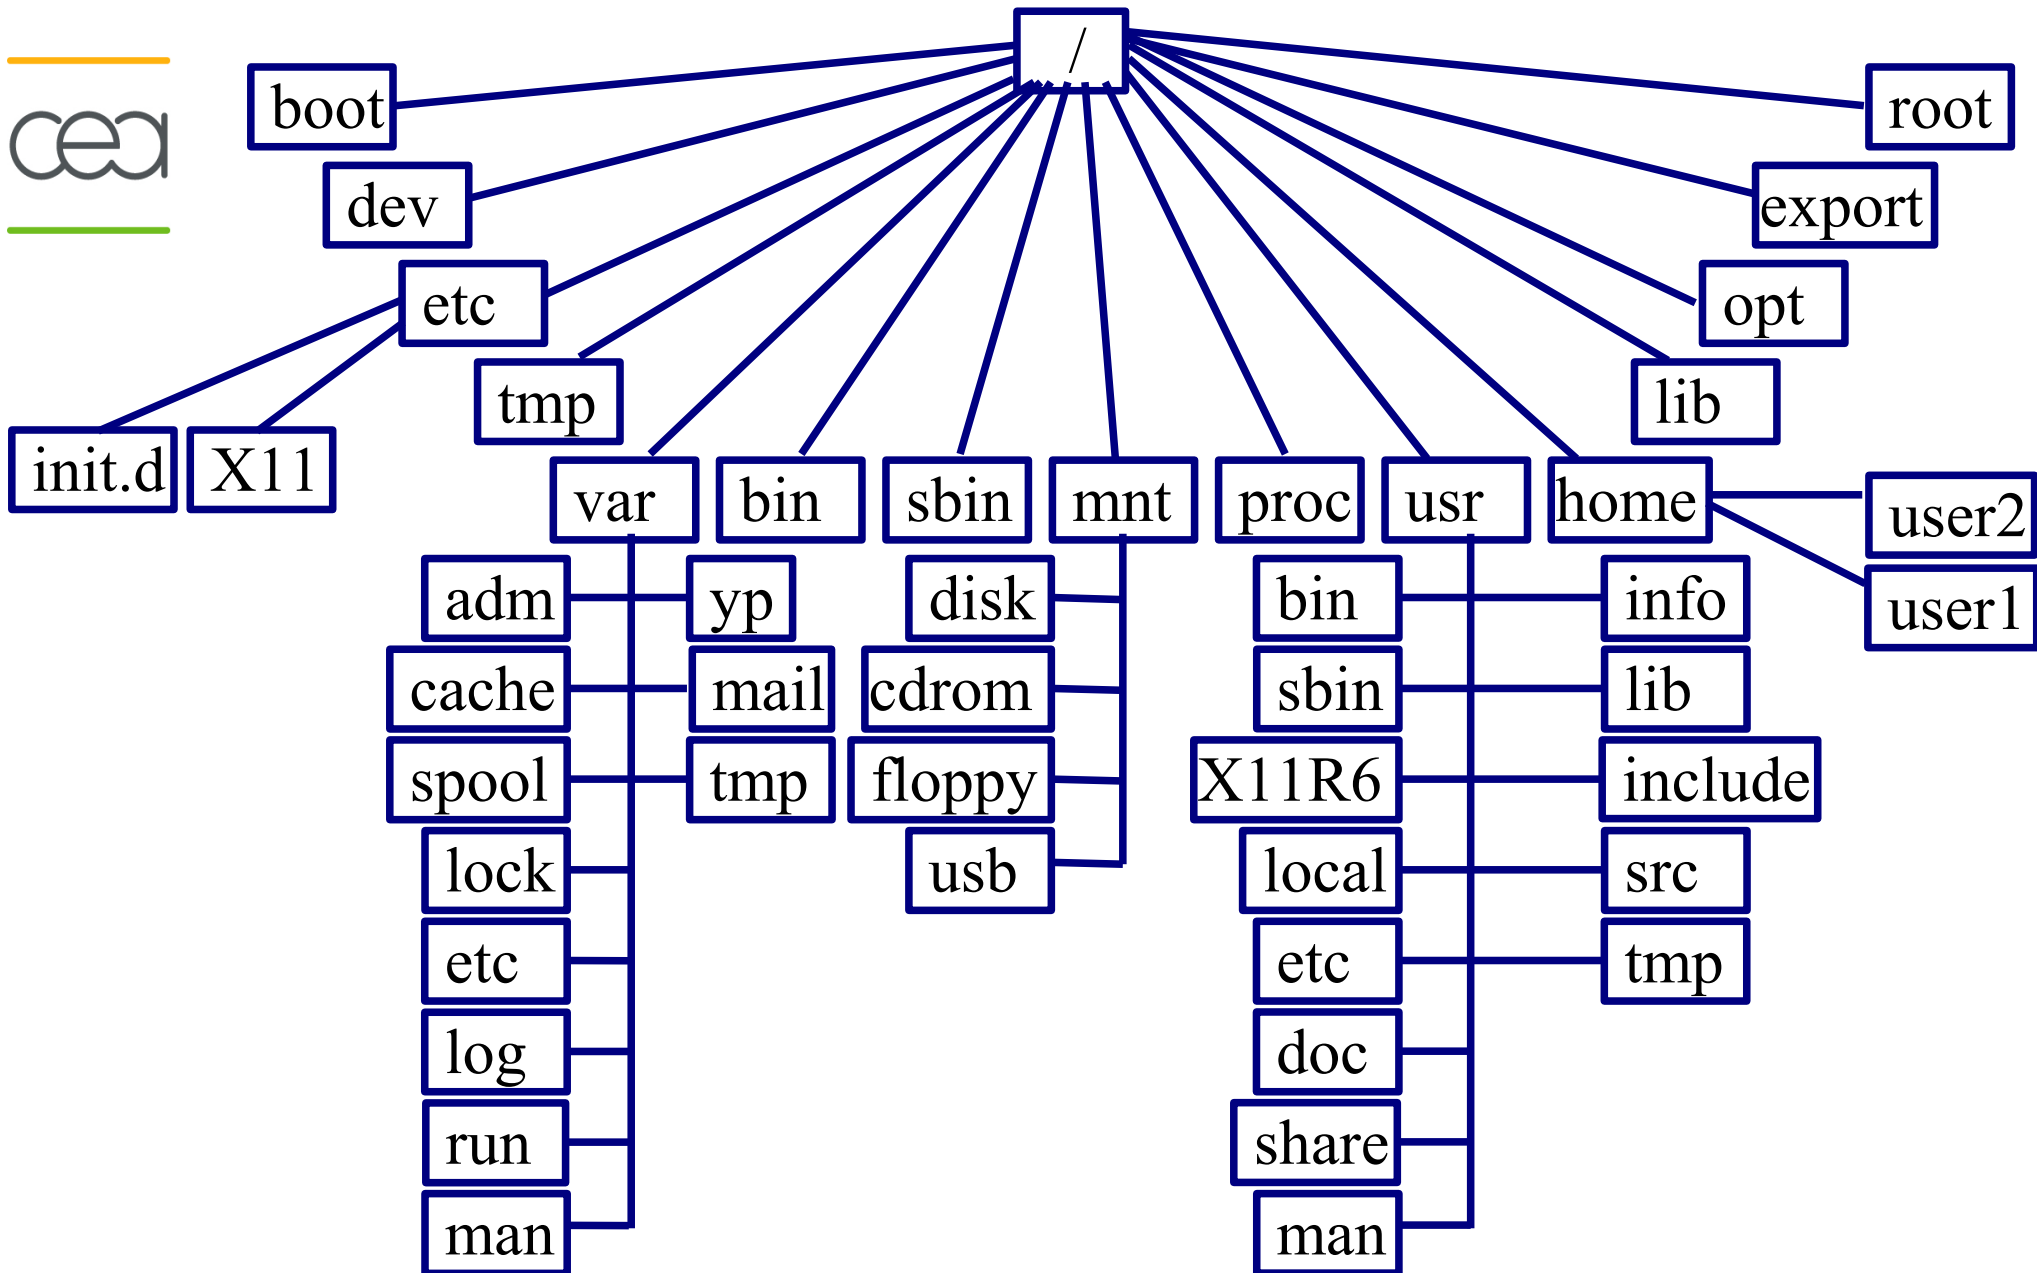 /
boot
root
cea
dev
export
etc
opt
tmp
lib
init.d
X11
var
bin
sbin
mnt
proc
usr
home
user2
user1
adm
yp
disk
bin
info
cache
mail
cdrom
sbin
lib
spool
tmp
floppy
X11R6
include
lock
usb
local
src
etc
etc
tmp
log
doc
run
share
man
man